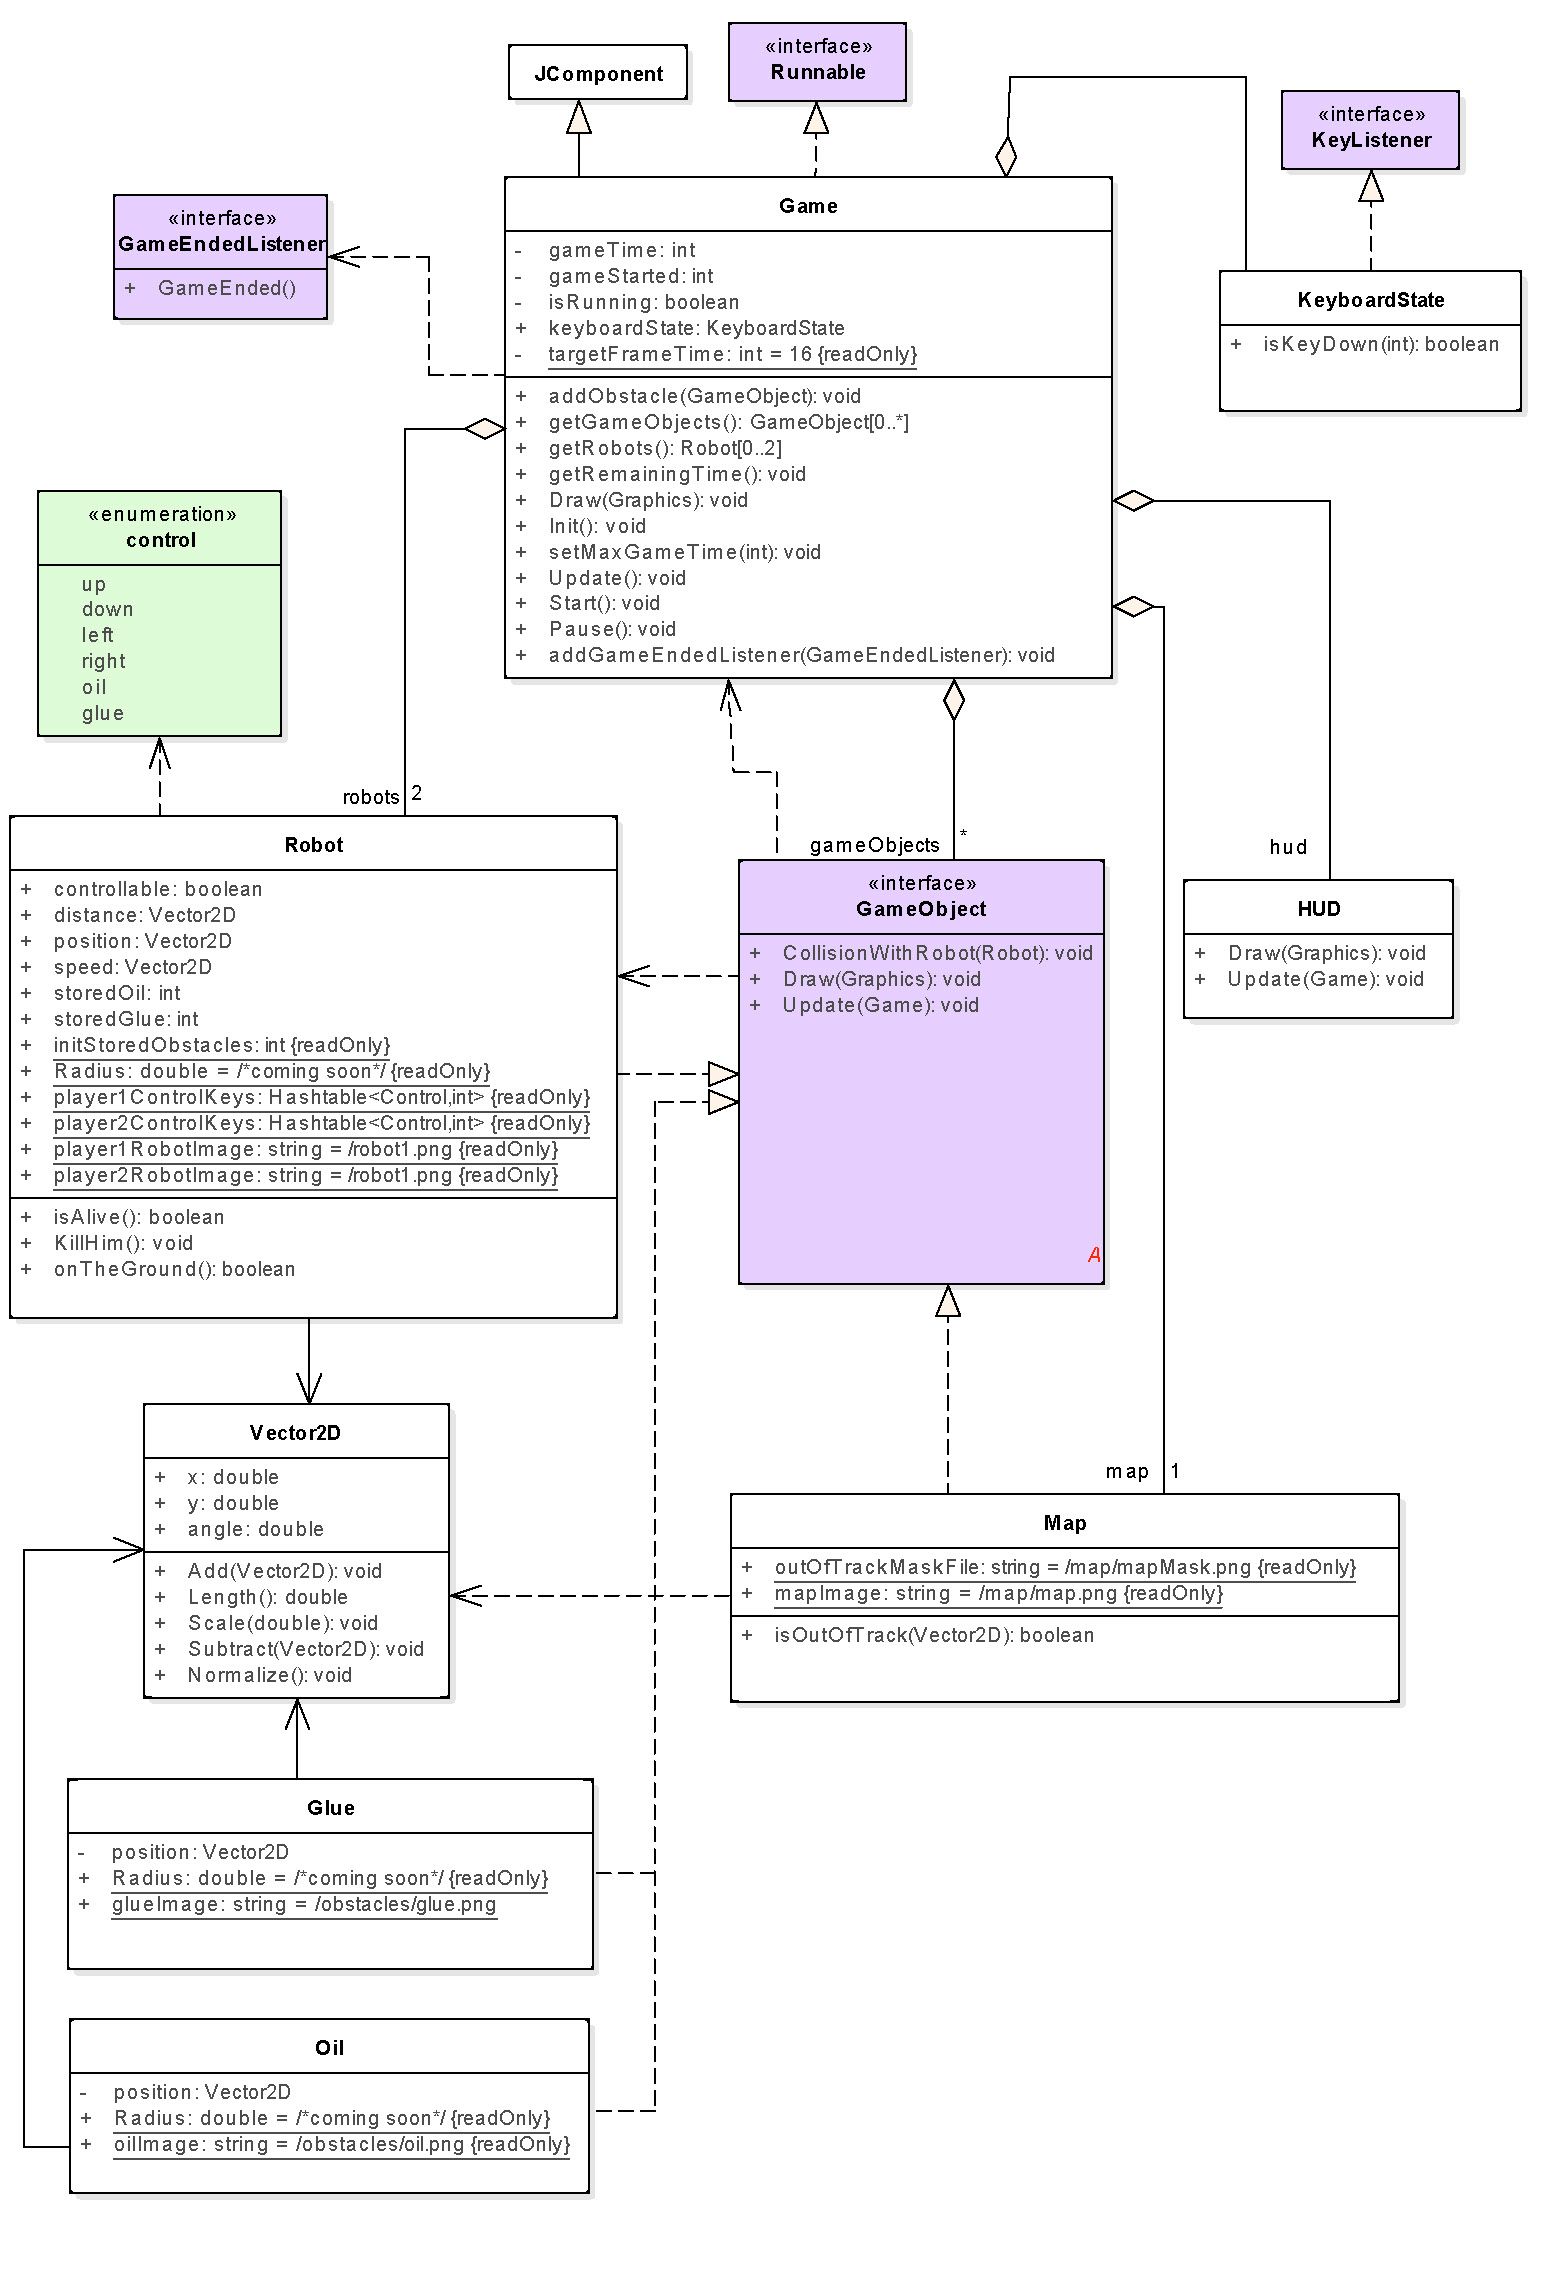 JComponent
«interface»
Runnable
«interface»
KeyListener
«interface»
GameEndedListener
+ GameEnded()
Game
- gameTime: int
- gameStarted: int
- isRunning: boolean
+ keyboardState: KeyboardState
- targetFrameTime: int = 16 {readOnly}
+ addObstacle(GameObject): void
+ getGameObjects(): GameObject[0..*]
+ getRobots(): Robot[0..2]
+ getRemainingTime(): void
+ Draw(Graphics): void
+ Init(): void
+ setMaxGameTime(int): void
+ Update(): void
+ Start(): void
+ Pause(): void
+ addGameEndedListener(GameEndedListener): void
KeyboardState
+ isKeyDown(int): boolean
«enumeration»
control
up
down
left
right
oil
glue
robots 2
gameObjects *
hud
Robot
+ controllable: boolean
+ distance: Vector2D
+ position: Vector2D
+ speed: Vector2D
+ storedOil: int
+ storedGlue: int
+ initStoredObstacles: int {readOnly}
+ Radius: double = /*coming soon*/ {readOnly}
+ player1ControlKeys: Hashtable<Control,int> {readOnly}
+ player2ControlKeys: Hashtable<Control,int> {readOnly}
+ player1RobotImage: string = /robot1.png {readOnly}
+ player2RobotImage: string = /robot1.png {readOnly}
+ isAlive(): boolean
+ KillHim(): void
+ onTheGround(): boolean
«interface»
GameObject
+ CollisionWithRobot(Robot): void
+ Draw(Graphics): void
+ Update(Game): void
A
HUD
+ Draw(Graphics): void
+ Update(Game): void
Vector2D
+ x: double
+ y: double
+ angle: double
+ Add(Vector2D): void
+ Length(): double
+ Scale(double): void
+ Subtract(Vector2D): void
+ Normalize(): void
map 1
Map
+ outOfTrackMaskFile: string = /map/mapMask.png {readOnly}
+ mapImage: string = /map/map.png {readOnly}
+ isOutOfTrack(Vector2D): boolean
Glue
- position: Vector2D
+ Radius: double = /*coming soon*/ {readOnly}
+ glueImage: string = /obstacles/glue.png
Oil
- position: Vector2D
+ Radius: double = /*coming soon*/ {readOnly}
+ oilImage: string = /obstacles/oil.png {readOnly}